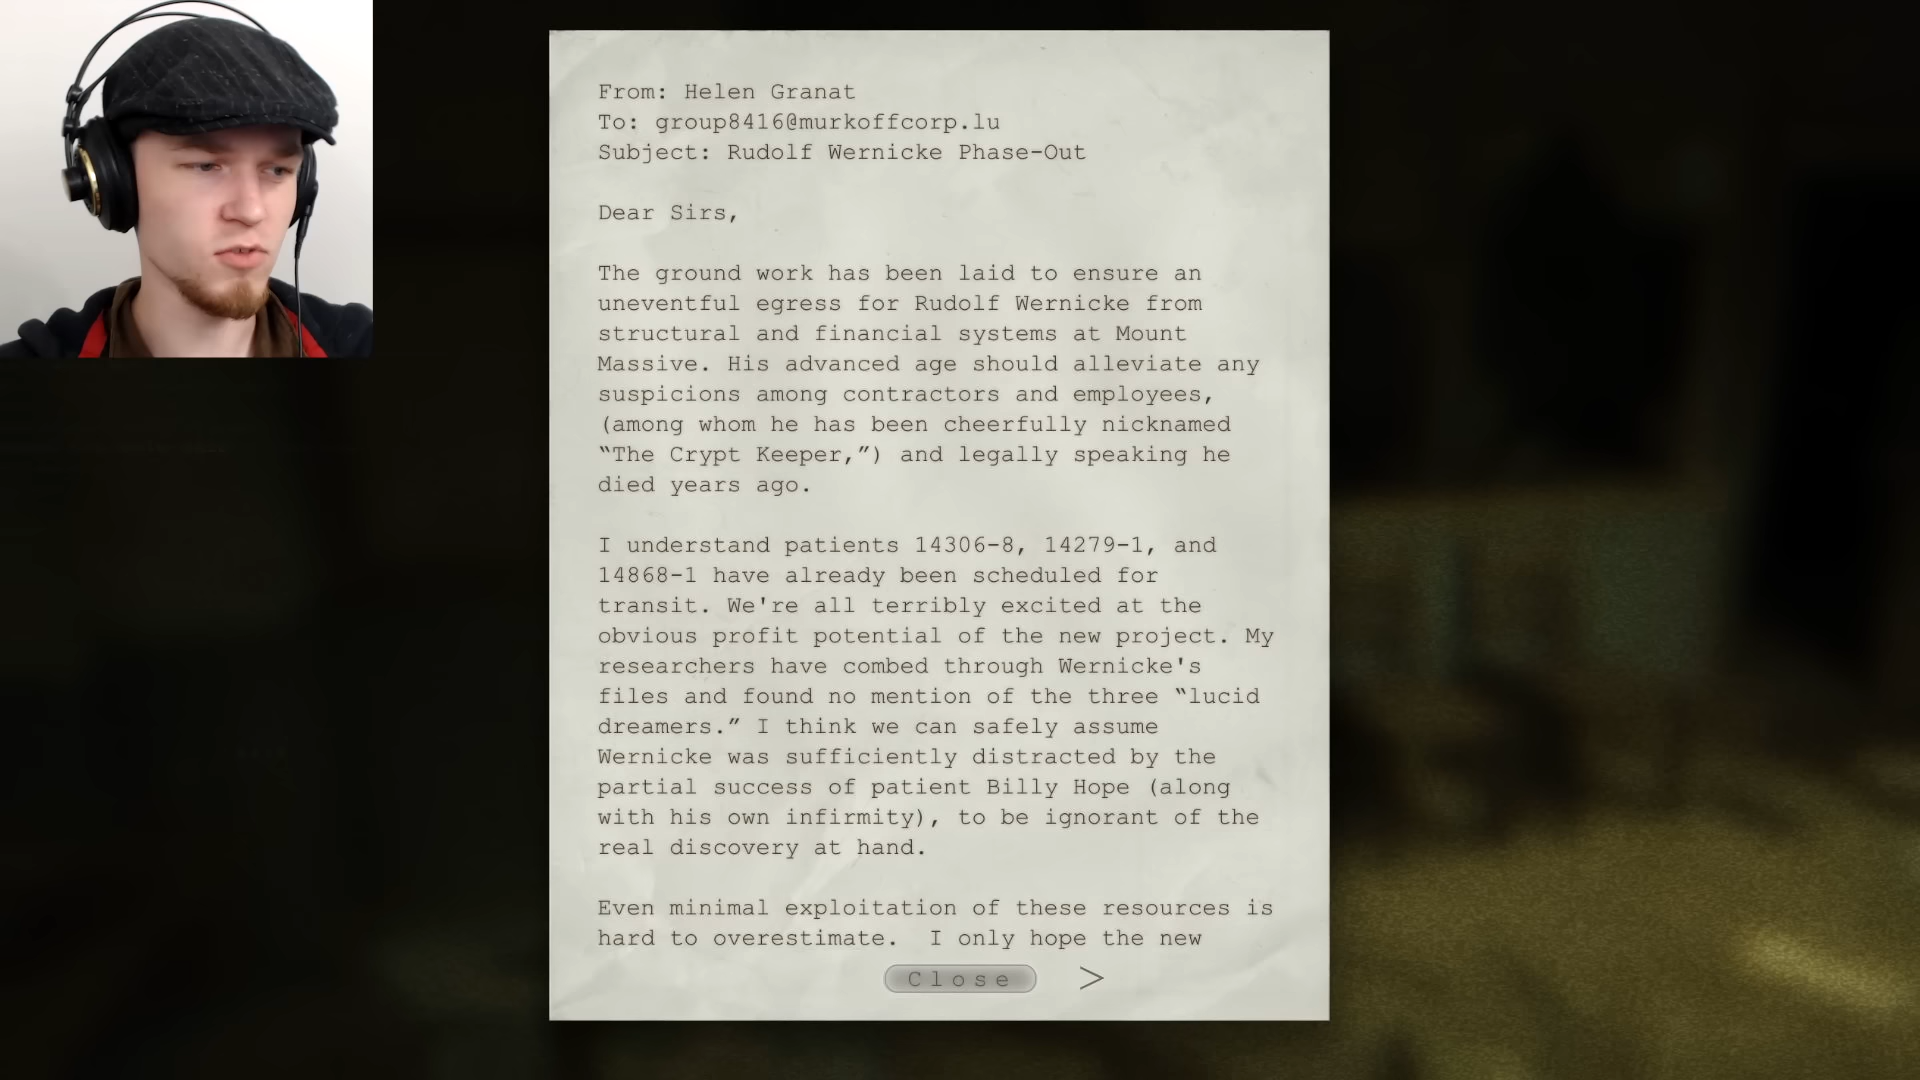 From: Helen Granat
To: group8416@murkoffcorp.lu
Subject: Rudolf Wernicke Phase-Out
Dear Sirs,
The ground work has been laid to ensure an
uneventful egress for Rudolf Wernicke from
structural and financial systems at Mount
Massive. His advanced age should alleviate any
suspicions among contractors and employees,
(among whom he has been cheerfully nicknamed
“The Crypt Keeper,”) and legally speaking he
died years ago.
I understand patients 14306-8, 14279-1, and
14868-1 have already been scheduled for
transit. We're all terribly excited at the
obvious profit potential of the new project. My
researchers have combed through Wernicke's
files and found no mention of the three “lucid
dreamers.” I think we can safely assume
Wernicke was sufficiently distracted by the
partial success of patient Billy Hope (along
with his own infirmity), to be ignorant of the
real discovery at hand.
Even minimal exploitation of these resources is
hard to overestimate.  I only hope the new
Close >